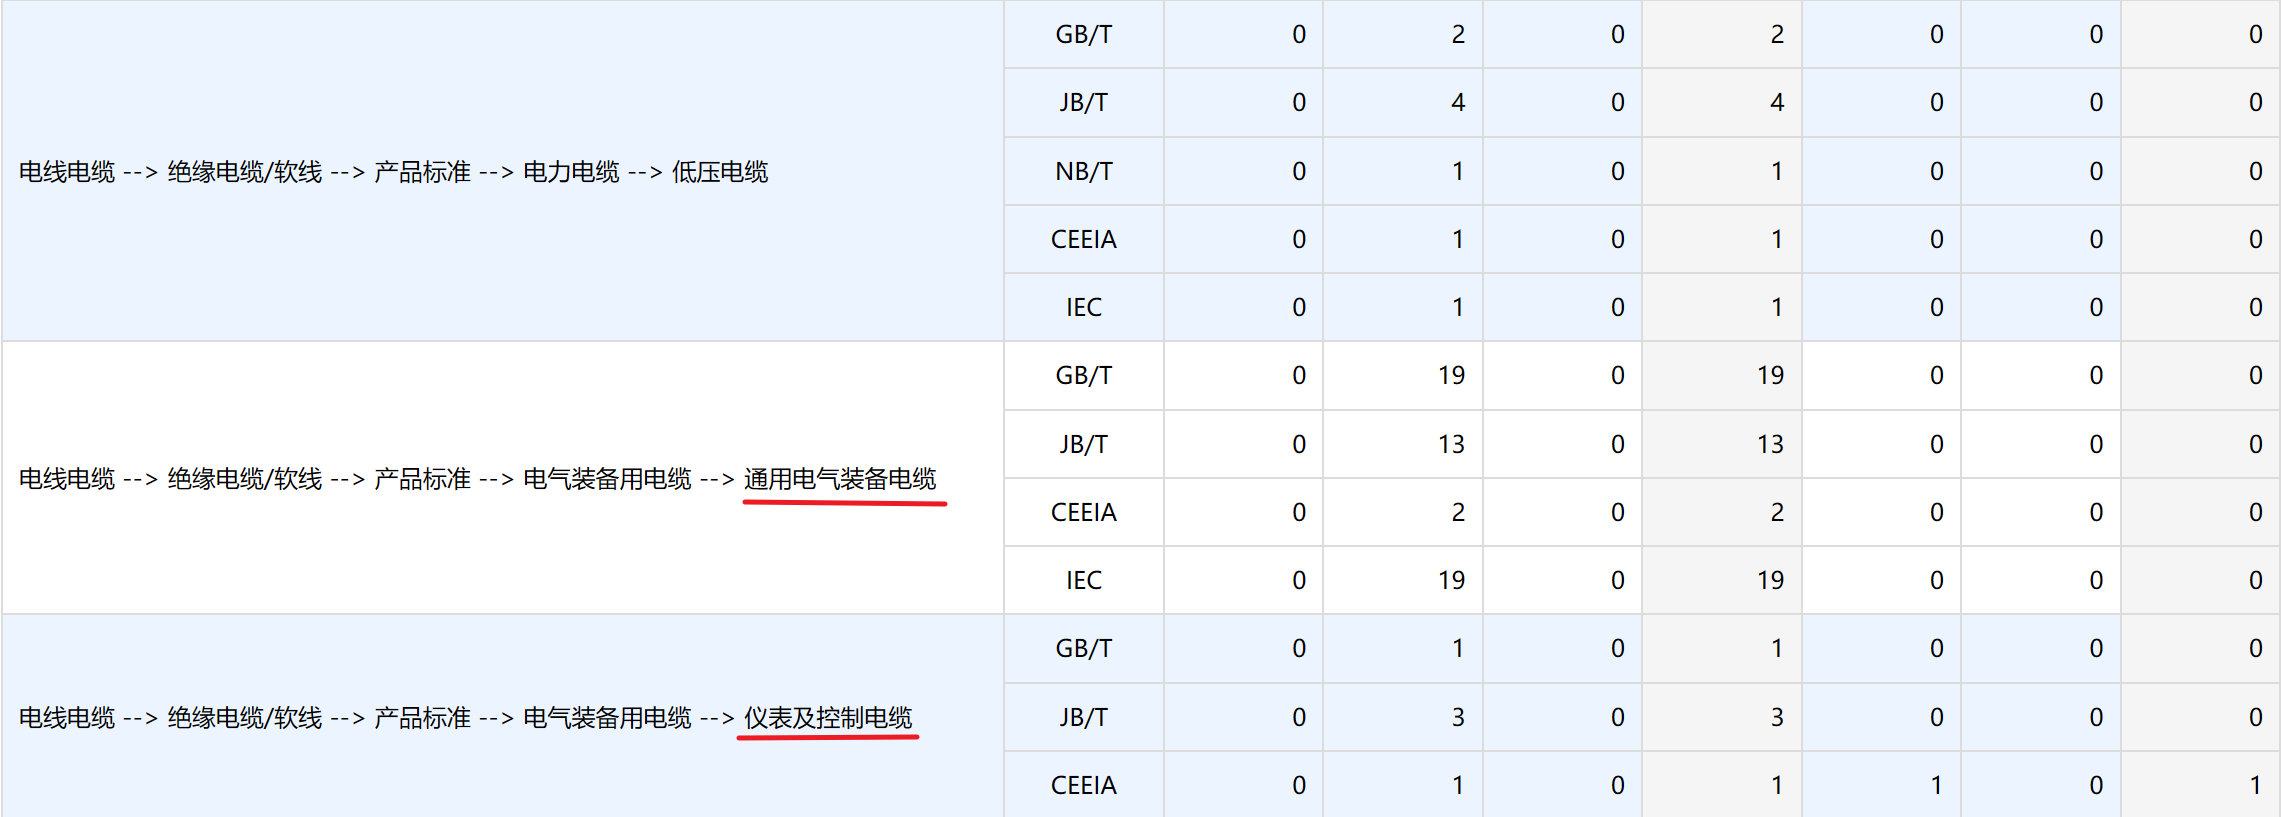 GB/T 0 2 0 2 0 0 0
JB/T 0 4 0 4 0 0 0
电线电缆 --> 绝缘电缆/软线 --> 产品标准 --> 电力电缆 --> 低压电缆 NB/T 0 1 0 1 0 0 0
CEEIA 0 1 0 1 0 0 0
IEC 0 1 0 1 0 0 0
GB/T 0 19 0 19 0 0 0
JB/T 0 13 0 13 0 0 0
电线电缆 --> 绝缘电缆/软线 --> 产品标准 --> 电气装备用电缆 --> 通用电气装备电缆
CEEIA 0 2 0 2 0 0 0
IEC 0 19 0 19 0 0 0
GB/T 0 1 0 1 0 0 0
电线电缆 --> 绝缘电缆/软线 --> 产品标准 --> 电气装备用电缆 --> 仪表及控制电缆 JB/T 0 3 0 3 0 0 0
CEEIA 0 1 0 1 1 0 1